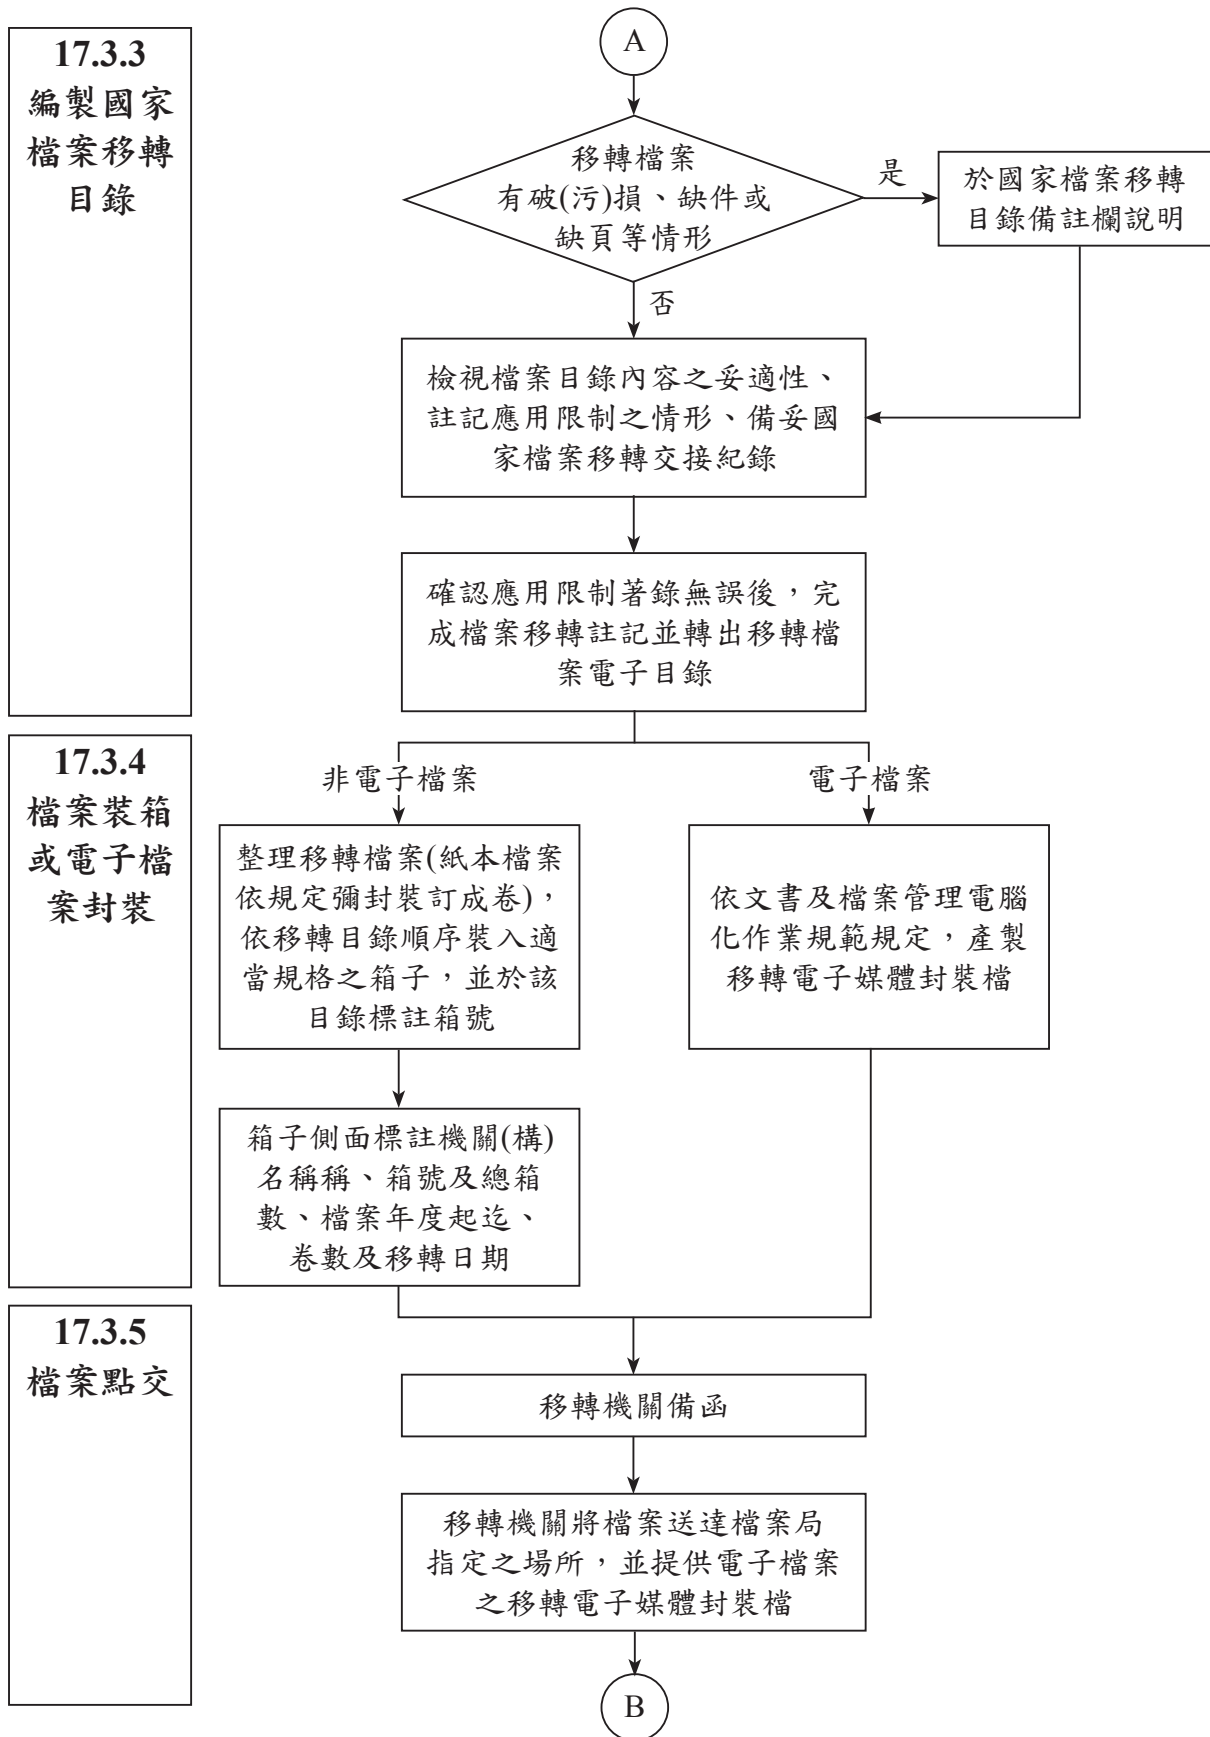 17.3.3
編製國家
檔案移轉
目錄
A
移轉檔案
有破(污)損、缺件或
缺頁等情形
是
於國家檔案移轉
目錄備註欄說明
否
檢視檔案目錄內容之妥適性、
註記應用限制之情形、備妥國
家檔案移轉交接紀錄
確認應用限制著錄無誤後，完
成檔案移轉註記並轉出移轉檔
案電子目錄
17.3.4
檔案裝箱
或電子檔
案封裝
非電子檔案
電子檔案
整理移轉檔案(紙本檔案
依規定彌封裝訂成卷)，
依移轉目錄順序裝入適
當規格之箱子，並於該
目錄標註箱號
依文書及檔案管理電腦
化作業規範規定，產製
移轉電子媒體封裝檔
箱子側面標註機關(構)
名稱稱、箱號及總箱
數、檔案年度起迄、
卷數及移轉日期
17.3.5
檔案點交
移轉機關備函
移轉機關將檔案送達檔案局
指定之場所，並提供電子檔案
之移轉電子媒體封裝檔
B